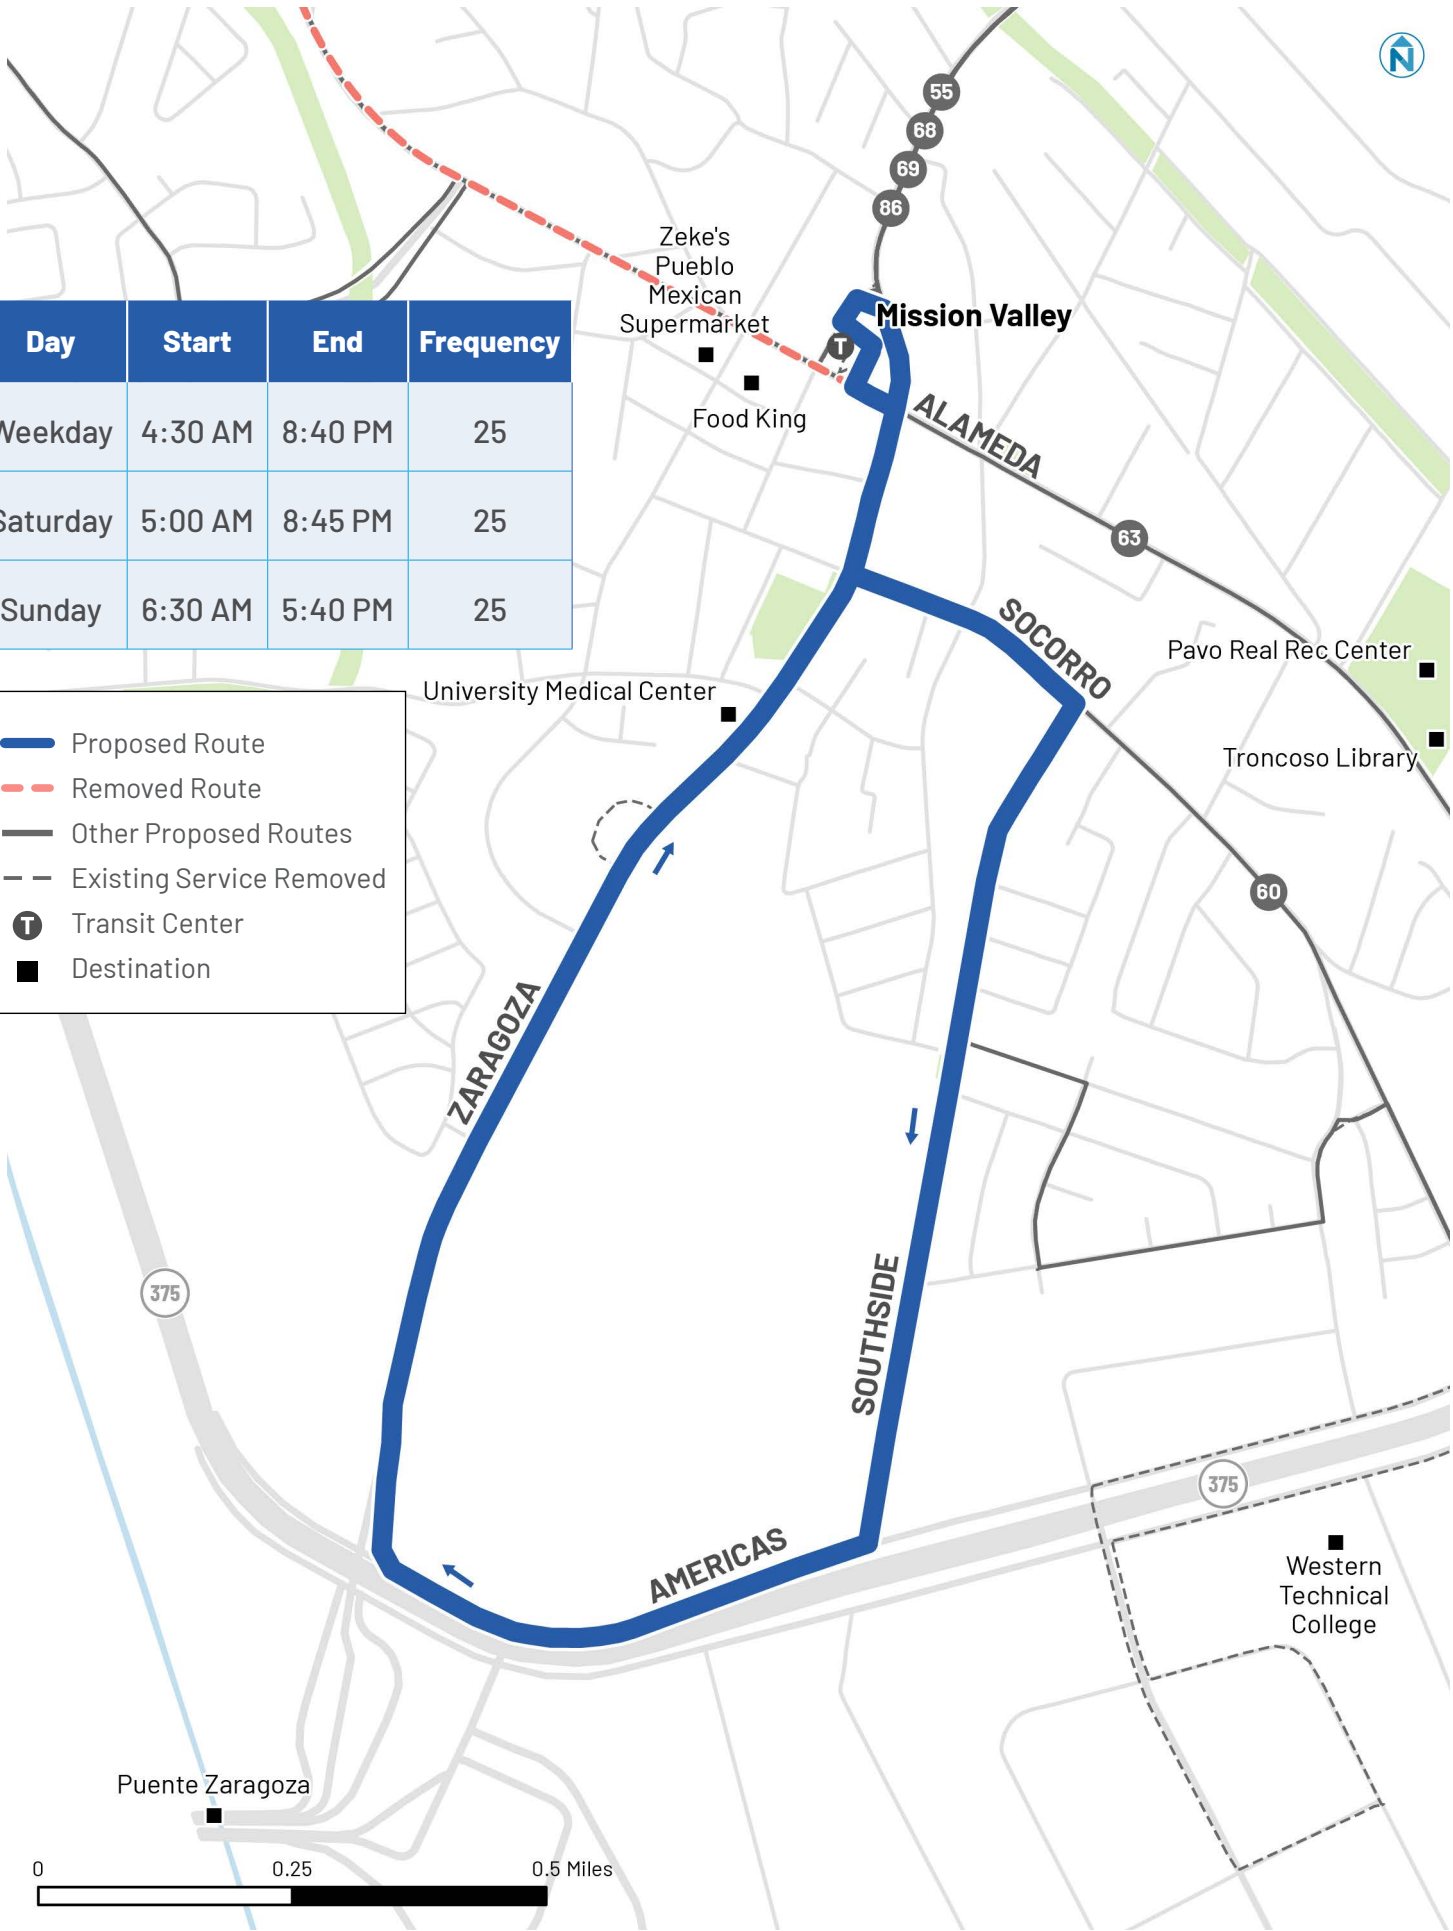 N
55
68
69
86
Zeke's
Pueblo
Mexican
Supermarket
Mission Valley
T
Food King
ALAMEDA
63
Day Start End Frequency
Weekday 4:30 AM 8:40 PM 25
Saturday 5:00 AM 8:45 PM 25
Sunday 6:30 AM 5:40 PM 25
SOCORRO
Pavo Real Rec Center
University Medical Center
Troncoso Library
Proposed Route
Removed Route
Other Proposed Routes
Existing Service Removed
T Transit Center
Destination
60
ZARAGOZA
375
SOUTHSIDE
375
AMERICAS
Western
Technical
College
Puente Zaragoza
0 0.25 0.5 Miles